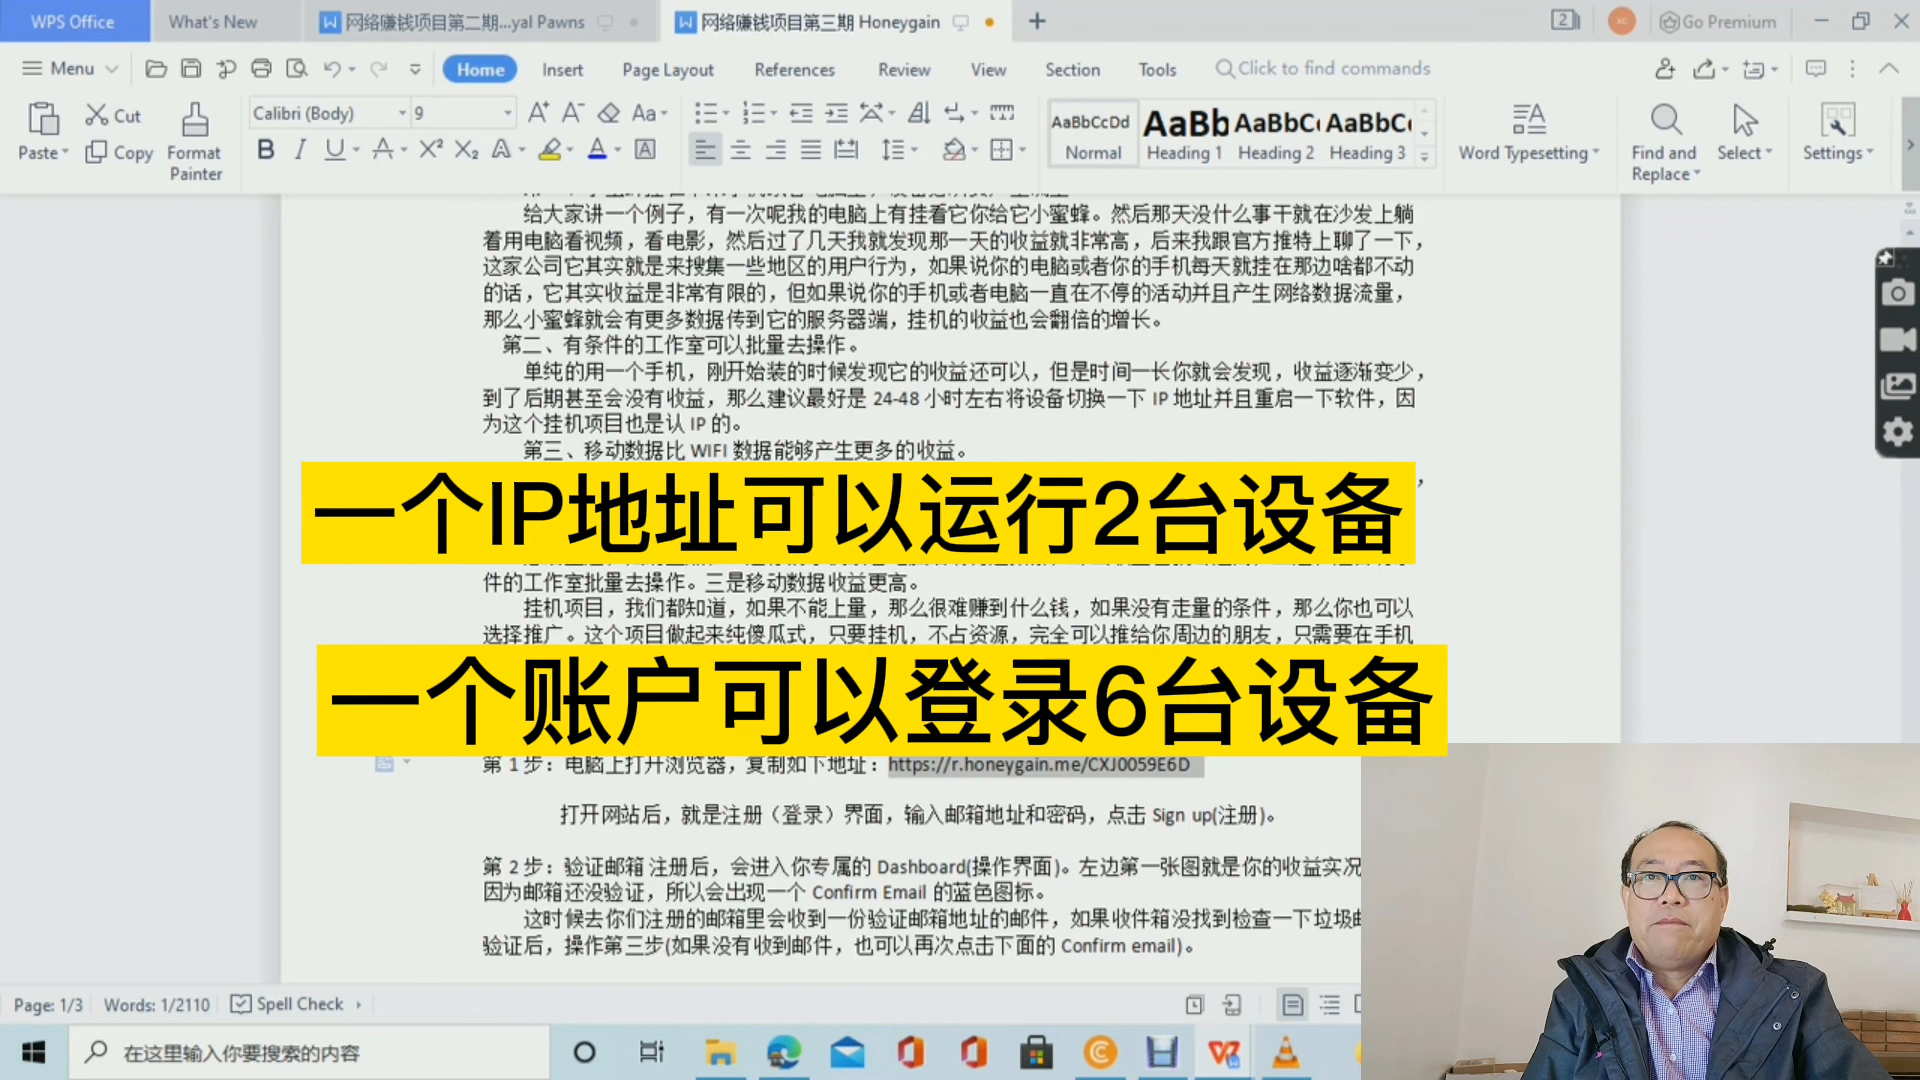 WPS Office
What's New
网络赚钱项目第二期...yal Pawns
网络赚钱项目第三期 Honeygain
2
Go Premium
Menu
Home
Insert
Page Layout
References
Review
View
Section
Tools
Click to find commands
Paste
Cut
Copy
Format
Painter
Calibri (Body)
9
AaBbCcDd
Normal
Heading 1
Heading 2
Heading 3
Word Typesetting
Find and
Replace
Select
Settings
给大家讲一个例子，有一次呢我的电脑上有挂看它你给它小蜜蜂。然后那天没什么事干就在沙发上躺
着用电脑看视频，看电影，然后过了几天我就发现那一天的收益就非常高，后来我跟官方推特上聊了一下，
这家公司它其实就是来搜集一些地区的用户行为，如果说你的电脑或者你的手机每天就挂在那边啥都不动
的话，它其实收益是非常有限的，但如果说你的手机或者电脑一直在不停的活动并且产生网络数据流量，
那么小蜜蜂就会有更多数据传到它的服务器端，挂机的收益也会翻倍的增长。
第二、有条件的工作室可以批量去操作。
单纯的用一个手机，刚开始装的时候发现它的收益还可以，但是时间一长你就会发现，收益逐渐变少，
到了后期甚至会没有收益，那么建议最好是 24-48 小时左右将设备切换一下 IP 地址并且重启一下软件，因
为这个挂机项目也是认 IP 的。
第三、移动数据比 WIFI 数据能够产生更多的收益。
一个IP地址可以运行2台设备
件的工作室批量去操作。三是移动数据收益更高。
挂机项目，我们都知道，如果不能上量，那么很难赚到什么钱，如果没有走量的条件，那么你也可以
选择推广。这个项目做起来纯傻瓜式，只要挂机，不占资源，完全可以推给你周边的朋友，只需要在手机
一个账户可以登录6台设备
第 1 步：电脑上打开浏览器，复制如下地址：https://r.honeygain.me/CXJ0059E6D
打开网站后，就是注册（登录）界面，输入邮箱地址和密码，点击 Sign up(注册)。
第 2 步：验证邮箱 注册后，会进入你专属的 Dashboard(操作界面)。左边第一张图就是你的收益实况
因为邮箱还没验证，所以会出现一个 Confirm Email 的蓝色图标。
这时候去你们注册的邮箱里会收到一份验证邮箱地址的邮件，如果收件箱没找到检查一下垃圾
验证后，操作第三步(如果没有收到邮件，也可以再次点击下面的 Confirm email)。
Page: 1/3
Words: 1/2110
Spell Check
在这里输入你要搜索的内容